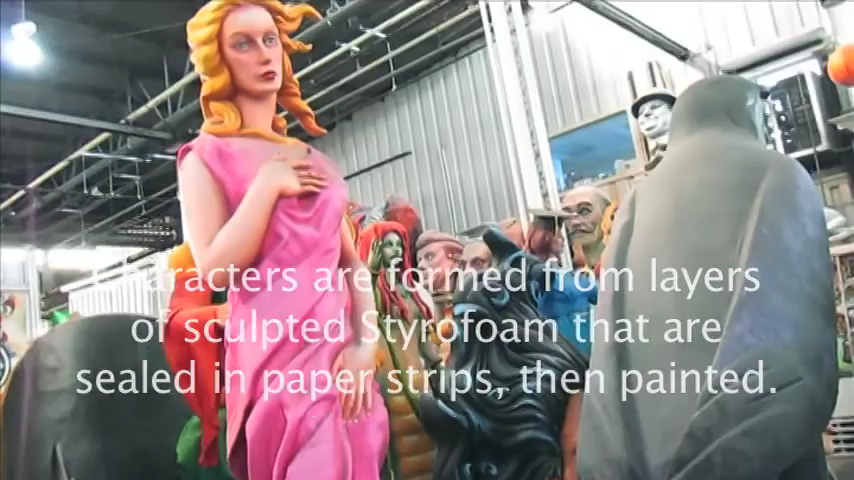 Characters are formed from layers
of sculpted Styrofoam that are
sealed in paper strips, then painted.